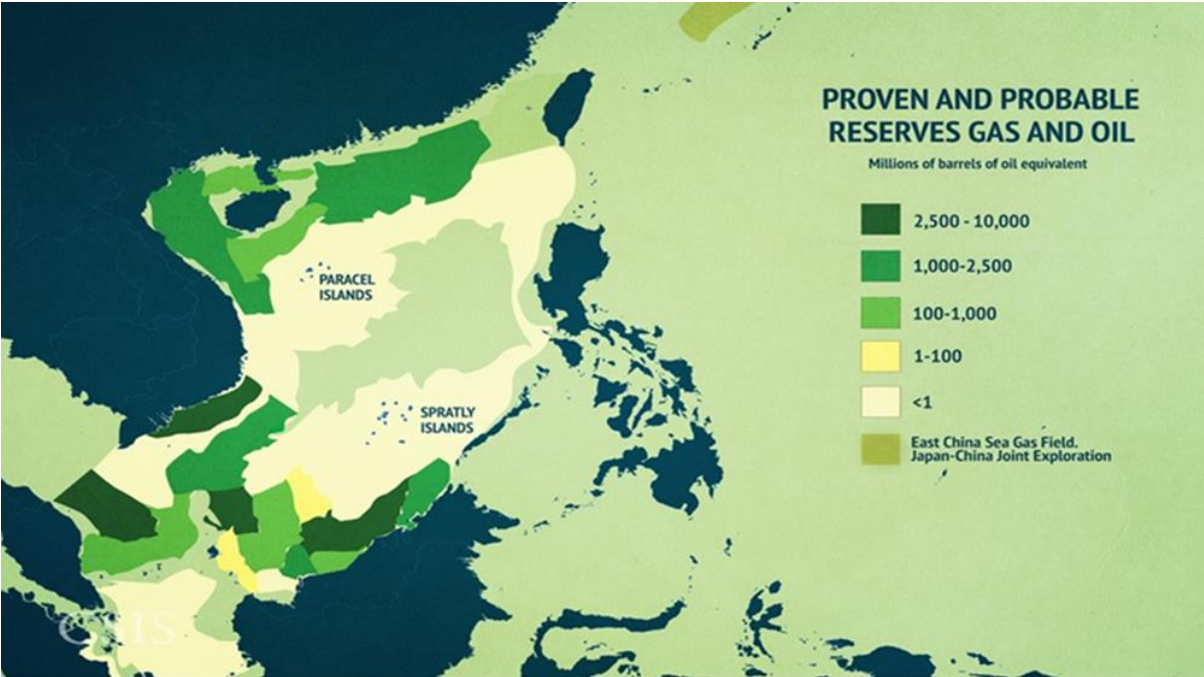 PROVEN AND PROBABLE
RESERVES GAS AND OIL
Millions of barrels of oil equivalent
2,500 - 10,000
1,000-2,500
100-1,000
1-100
<1
East China Sea Gas Field.
Japan-China Joint Exploration
PARACEL
ISLANDS
SPRATLY
ISLANDS
CSIS